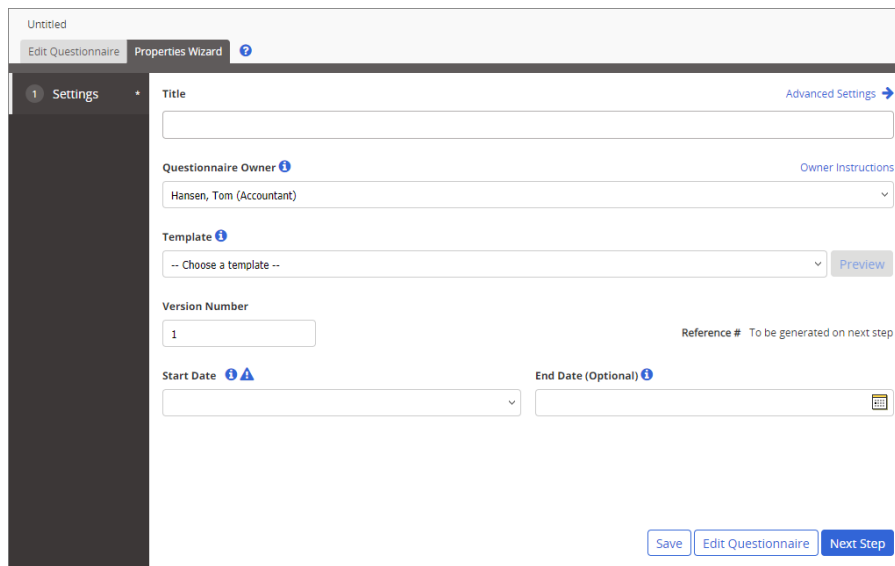 Untitled
Edit Questionnaire Properties Wizard ?
1 Settings *
Title Advanced Settings
Questionnaire Owner Owner Instructions
Hansen, Tom (Accountant)
Template
-- Choose a template -- Preview
Version Number
1 Reference # To be generated on next step
Start Date End Date (Optional)
Save Edit Questionnaire Next Step